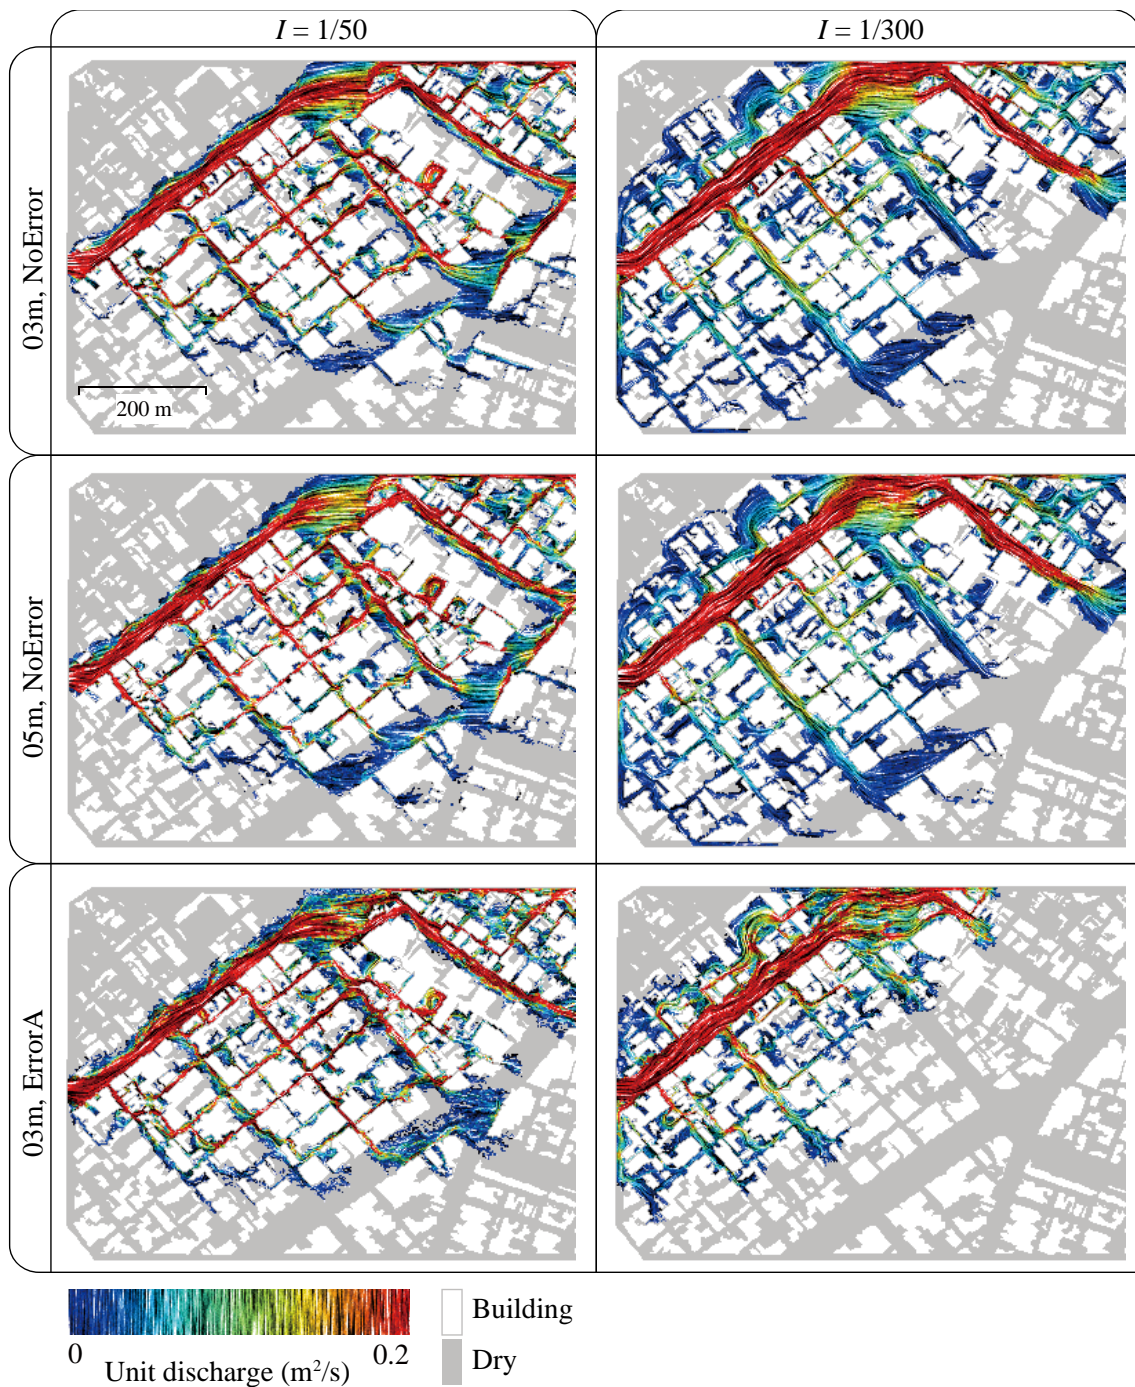 I = 1/50
I = 1/300
03m, NoError
200 m
05m, NoError
03m, ErrorA
Building
0
0.2
Unit discharge (m²/s)
Dry